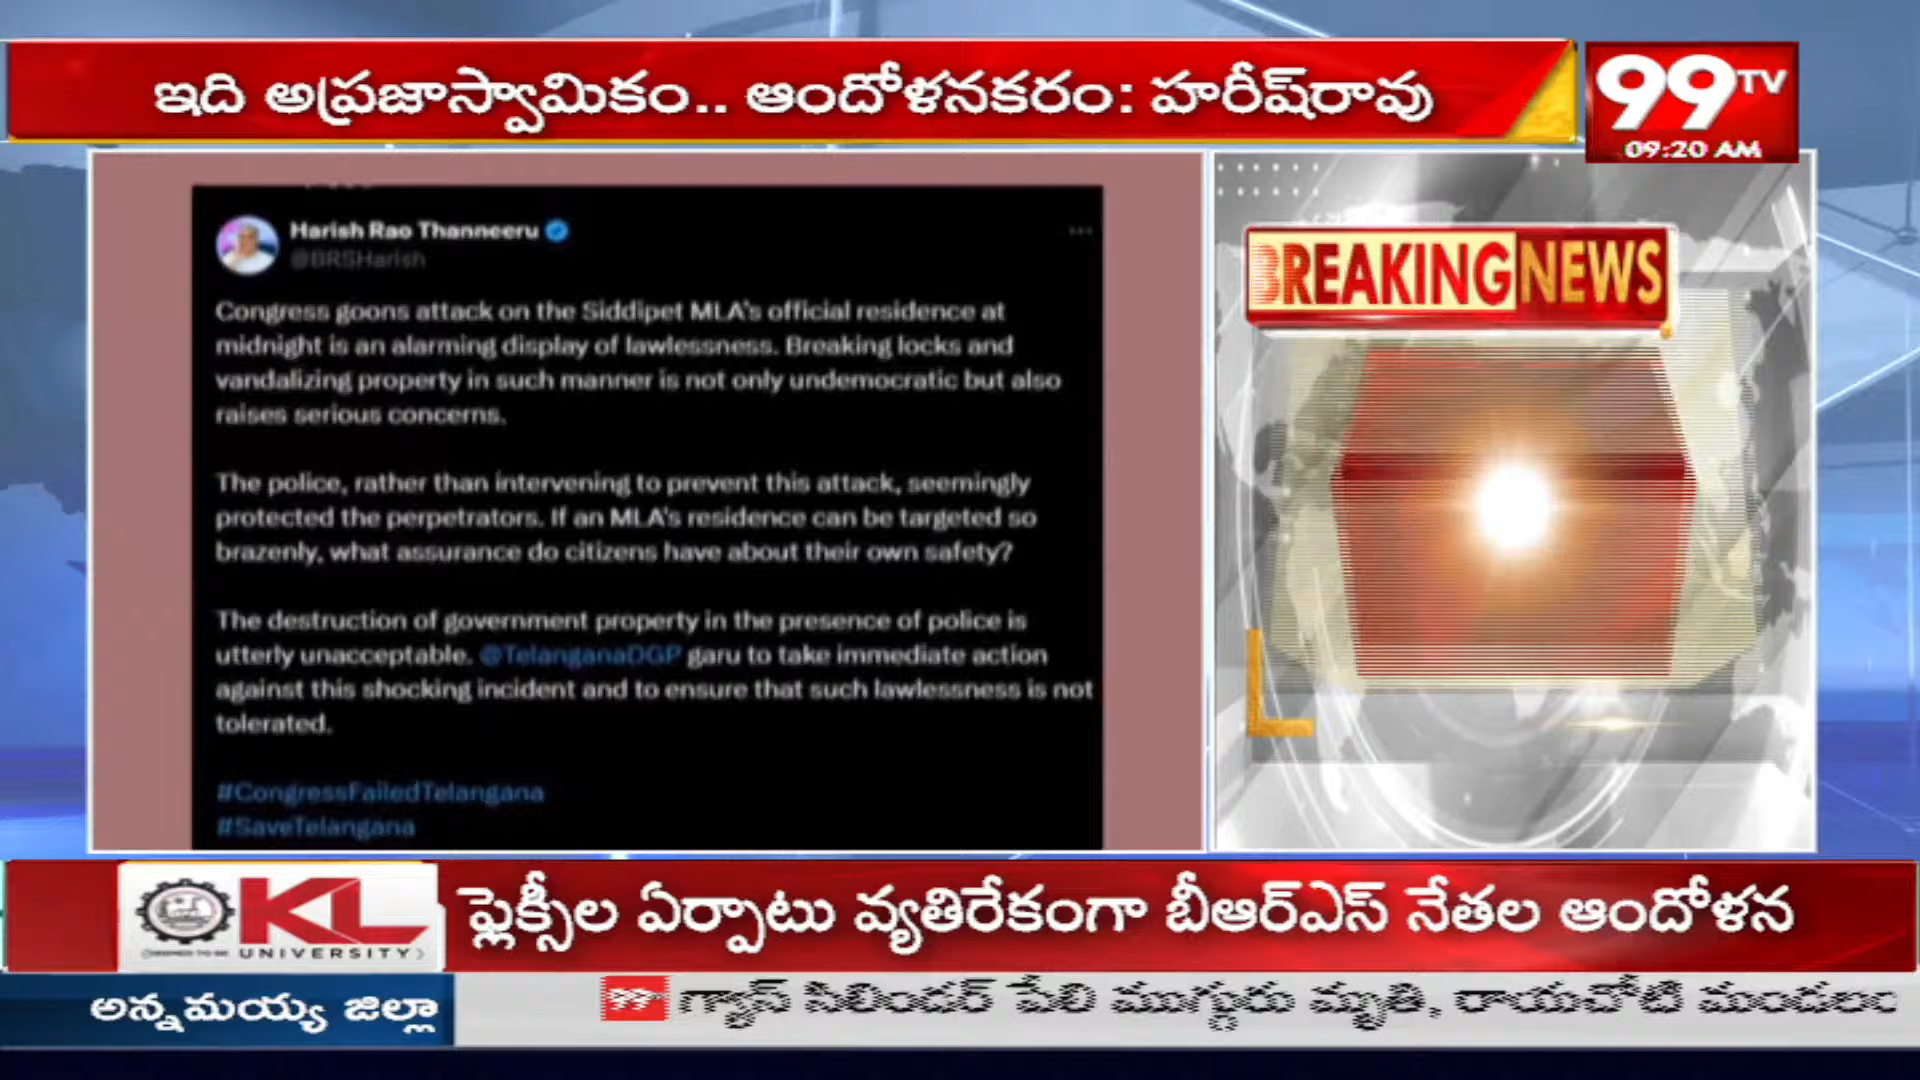 ఇది అప్రజాస్వామికం.. ఆందోళనకరం: హరీష్‌రావు
99 TV
09:20 AM
Harish Rao Thanneeru
@BRSHarish
Congress goons attack on the Siddipet MLA's official residence at
midnight is an alarming display of lawlessness. Breaking locks and
vandalizing property in such manner is not only undemocratic but also
raises serious concerns.
The police, rather than intervening to prevent this attack, seemingly
protected the perpetrators. If an MLA's residence can be targeted so
brazenly, what assurance do citizens have about their own safety?
The destruction of government property in the presence of police is
utterly unacceptable. @TelanganaDGP garu to take immediate action
against this shocking incident and to ensure that such lawlessness is not
tolerated.
#CongressFailedTelangana
#SaveTelangana
BREAKING NEWS
KL
UNIVERSITY
ఫ్లెక్సీల ఏర్పాటు వ్యతిరేకంగా బీఆర్ఎస్ నేతల ఆందోళన
అన్నమయ్య జిల్లా
99 గ్యాస్ సిలిండర్ పేలి ముగ్గురు మృతి, రాయచోటి మండలం